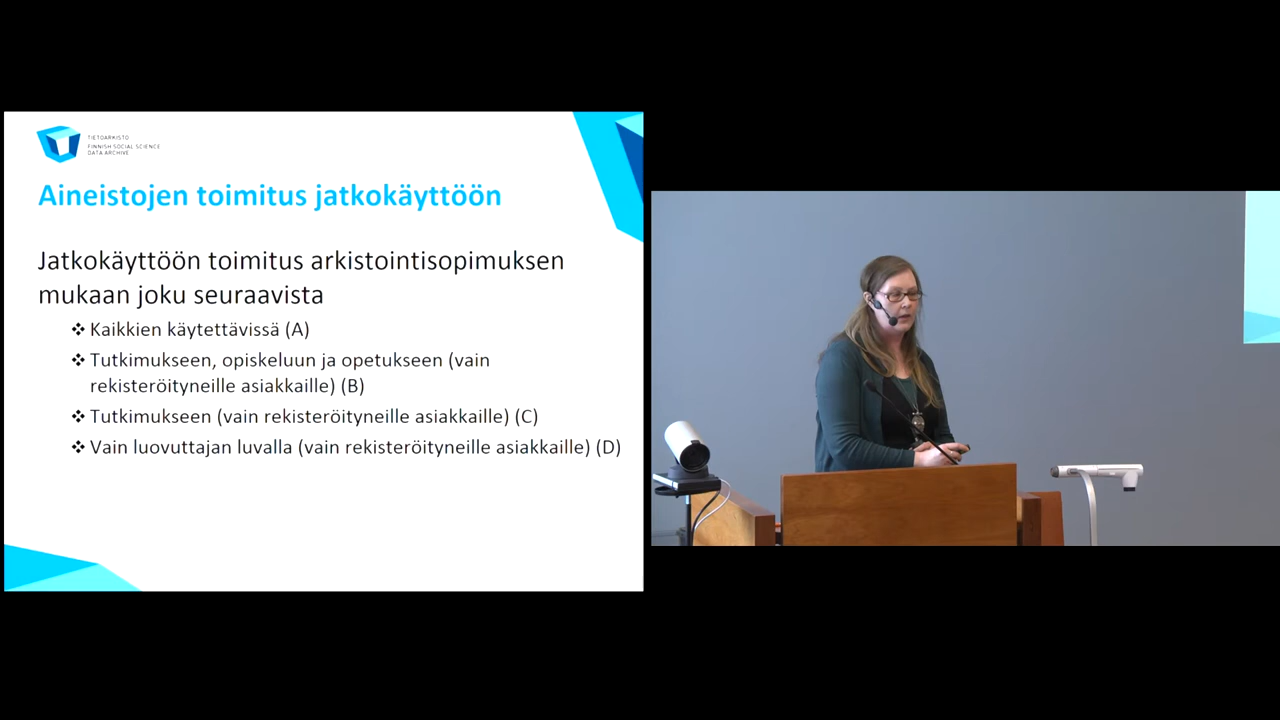 TIETOARKISTO
FINNISH SOCIAL SCIENCE
DATA ARCHIVE
Aineistojen toimitus jatkokäyttöön
Jatkokäyttöön toimitus arkistointisopimuksen
mukaan joku seuraavista
❖ Kaikkien käytettävissä (A)
❖ Tutkimukseen, opiskeluun ja opetukseen (vain
rekisteröityneille asiakkaille) (B)
❖ Tutkimukseen (vain rekisteröityneille asiakkaille) (C)
❖ Vain luovuttajan luvalla (vain rekisteröityneille asiakkaille) (D)